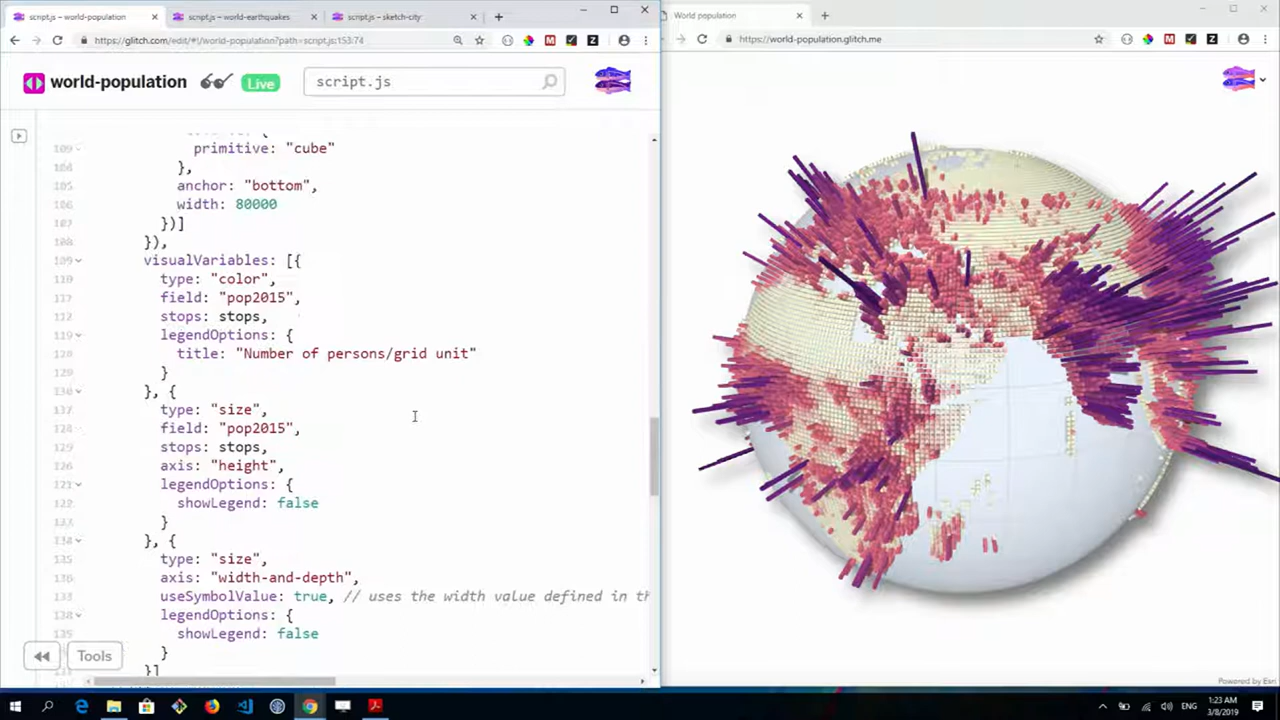 script.js – world-population
script.js – world-earthquakes
script.js – sketch-city
World population
https://glitch.com/edit/#!/world-population?path=script.js:153:74
https://world-population.glitch.me
world-population
Live
script.js
primitive: "cube"
},
anchor: "bottom",
width: 80000
})]
}),
visualVariables: [{
type: "color",
field: "pop2015",
stops: stops,
legendOptions: {
title: "Number of persons/grid unit"
}
}, {
type: "size",
field: "pop2015",
stops: stops,
axis: "height",
legendOptions: {
showLegend: false
}
}, {
type: "size",
axis: "width-and-depth",
useSymbolValue: true, // uses the width value defined in
legendOptions: {
showLegend: false
}
}]
Tools
Powered by Esri
1:23 AM
3/8/2019